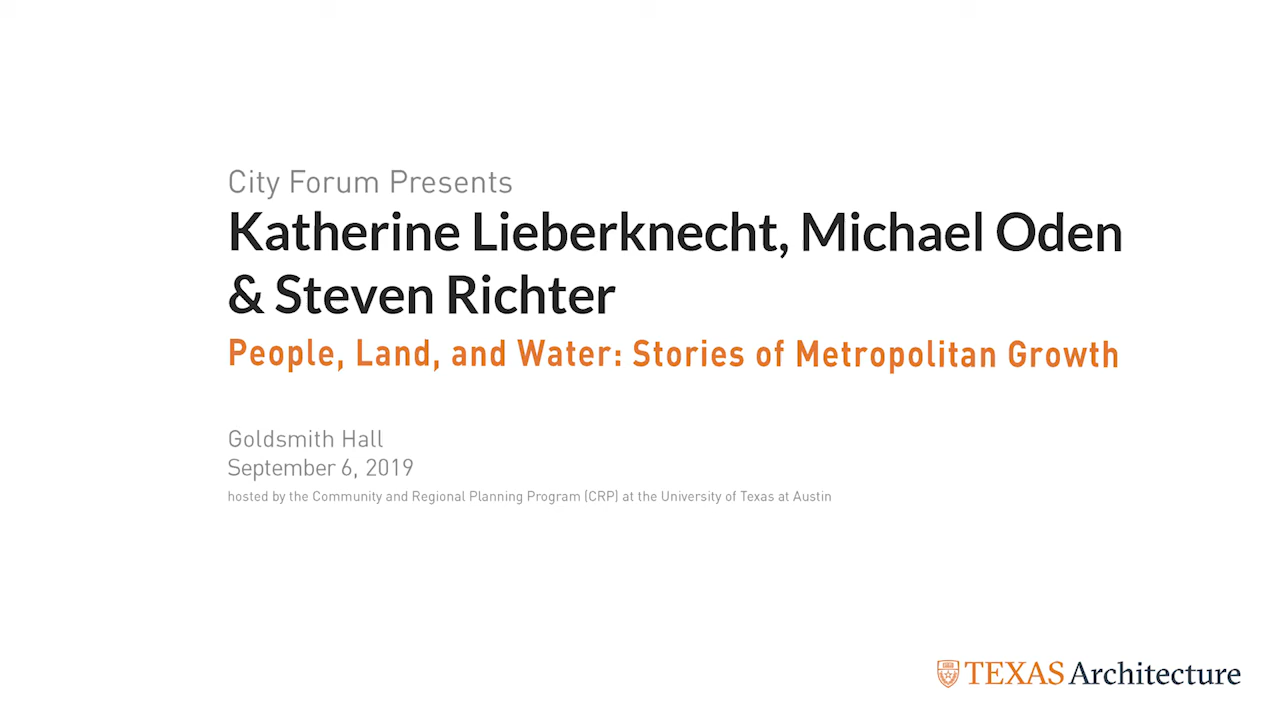 City Forum Presents
Katherine Lieberknecht, Michael Oden
& Steven Richter
People, Land, and Water: Stories of Metropolitan Growth
Goldsmith Hall
September 6, 2019
hosted by the Community and Regional Planning Program (CRP) at the University of Texas at Austin
TEXAS Architecture